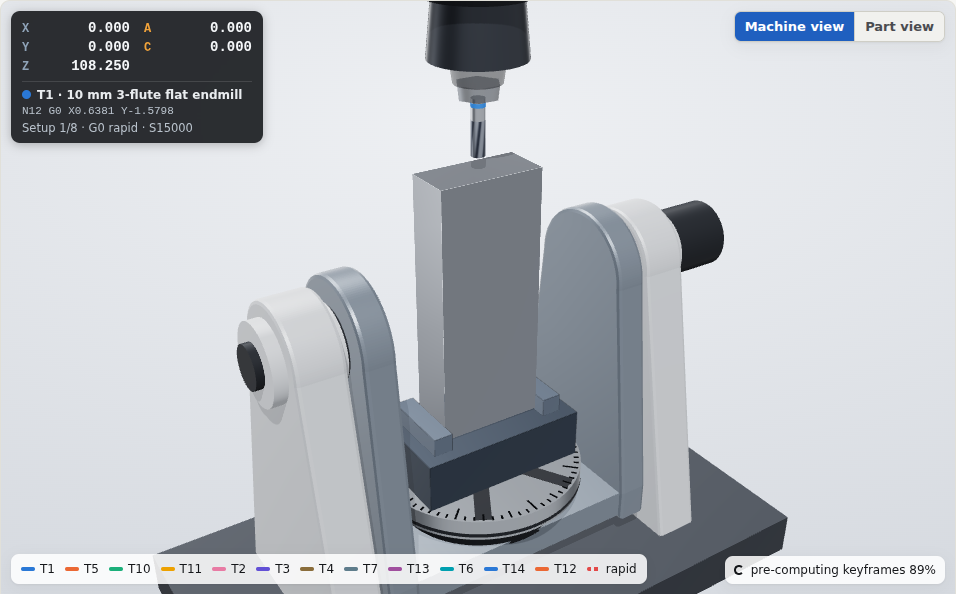 X 0.000 A 0.000
Y 0.000 C 0.000
Z 108.250
T1 · 10 mm 3-flute flat endmill
N12 G0 X0.6381 Y-1.5798
Setup 1/8 · G0 rapid · S15000
Machine view Part view
T1 T5 T10 T11 T2 T3 T4 T7 T13 T6 T14 T12 rapid
pre-computing keyframes 89%